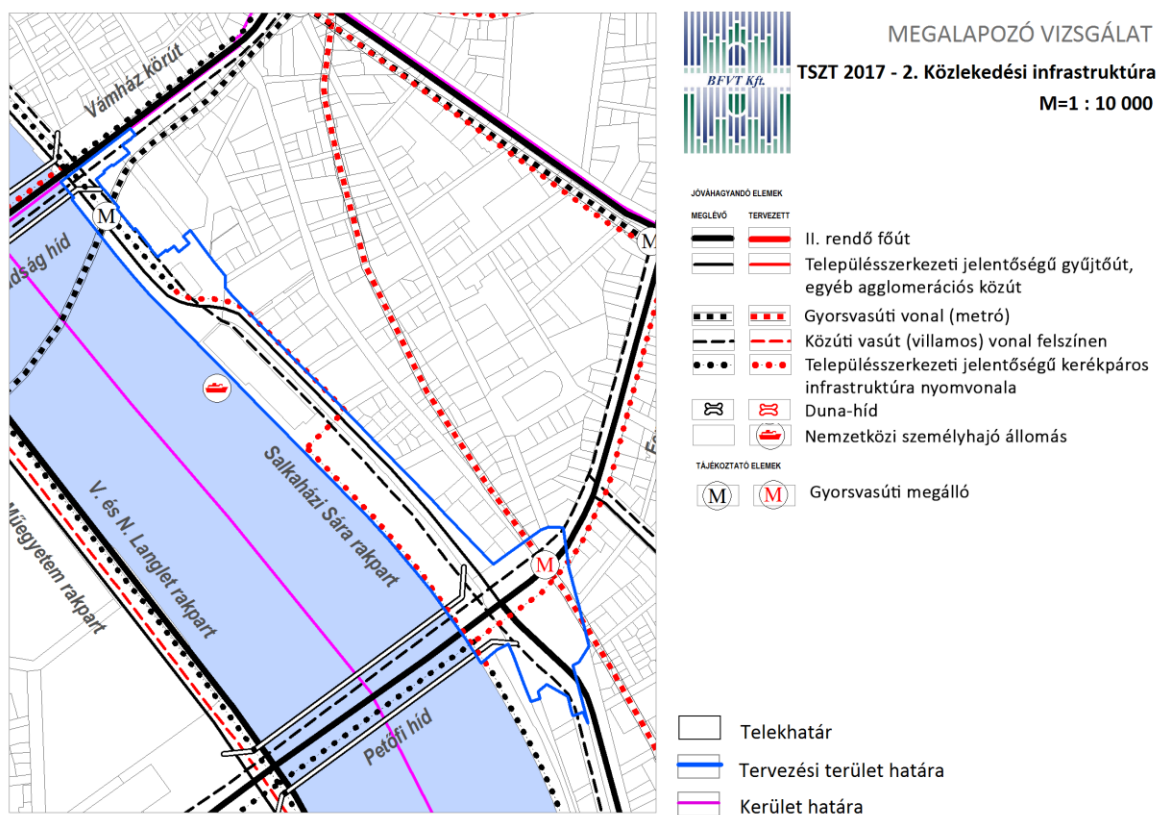 MEGALAPOZÓ VIZSGÁLAT
BFVT Kft.
TSZT 2017 - 2. Közlekedési infrastruktúra
M=1 : 10 000
JÓVÁHAGYANDÓ ELEMEK
MEGLÉVŐ
TERVEZETT
II. rendő főút
Településszerkezeti jelentőségű gyűjtőút,
egyéb agglomerációs közút
Gyorsvasúti vonal (metró)
Közúti vasút (villamos) vonal felszínen
Településszerkezeti jelentőségű kerékpáros
infrastruktúra nyomvonala
Duna-híd
Nemzetközi személyhajó állomás
TÁJÉKOZTATÓ ELEMEK
M
M
Gyorsvasúti megálló
Telekhatár
Tervezési terület határa
Kerület határa
Vámház körút
M
M
dság híd
Salkaházi Sára rakpart
V. és N. Langlet rakpart
Műegyetem rakpart
M
Petőfi híd